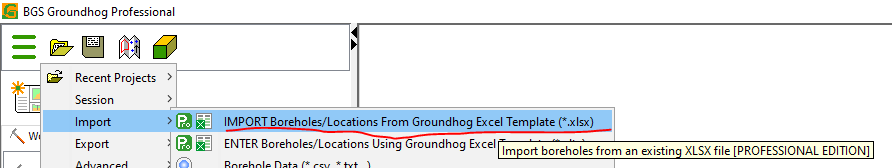 BGS Groundhog Professional
Recent Projects
Session
Import
IMPORT Boreholes/Locations From Groundhog Excel Template (*.xlsx)
Export
ENTER Boreholes/Locations Using Groundhog Excel
Import boreholes from an existing XLSX file [PROFESSIONAL EDITION]
Advanced
Borehole Data (*.csv, *.txt...)